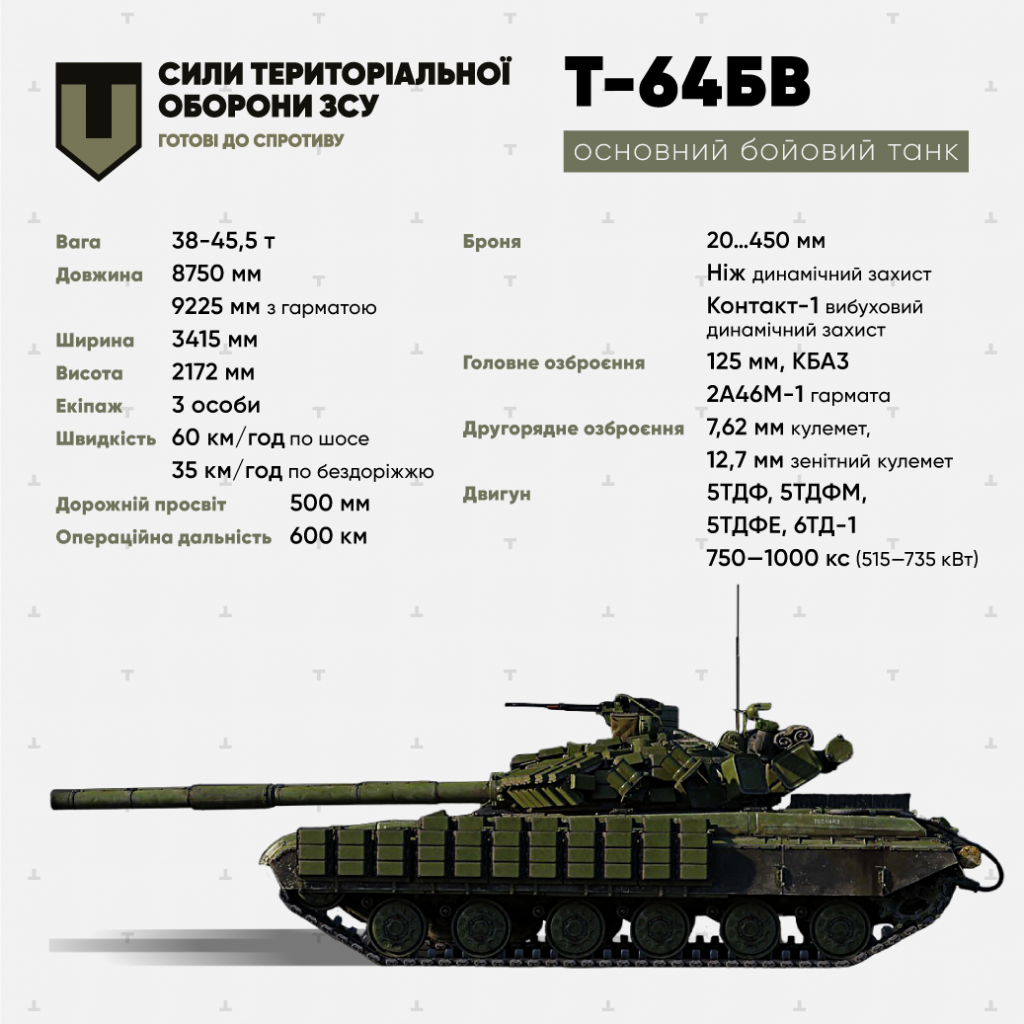 СИЛИ ТЕРИТОРІАЛЬНОЇ
ОБОРОНИ ЗСУ
ГОТОВІ ДО СПРОТИВУ
Т-64БВ
основний бойовий танк
Вага 38-45,5 т
Довжина 8750 мм
9225 мм з гарматою
Ширина 3415 мм
Висота 2172 мм
Екіпаж 3 особи
Швидкість 60 км/год по шосе
35 км/год по бездоріжжю
Дорожній просвіт 500 мм
Операційна дальність 600 км
Броня 20...450 мм
Ніж динамічний захист
Контакт-1 вибуховий
динамічний захист
Головне озброєння 125 мм, КБАЗ
2А46М-1 гармата
Другорядне озброєння 7,62 мм кулемет,
12,7 мм зенітний кулемет
Двигун 5ТДФ, 5ТДФМ,
5ТДФЕ, 6ТД-1
750—1000 кс (515—735 кВт)